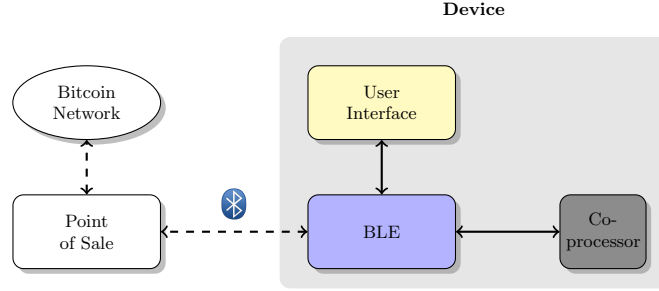 Device
Bitcoin
Network
User
Interface
Point
of Sale
BLE
Co-
processor